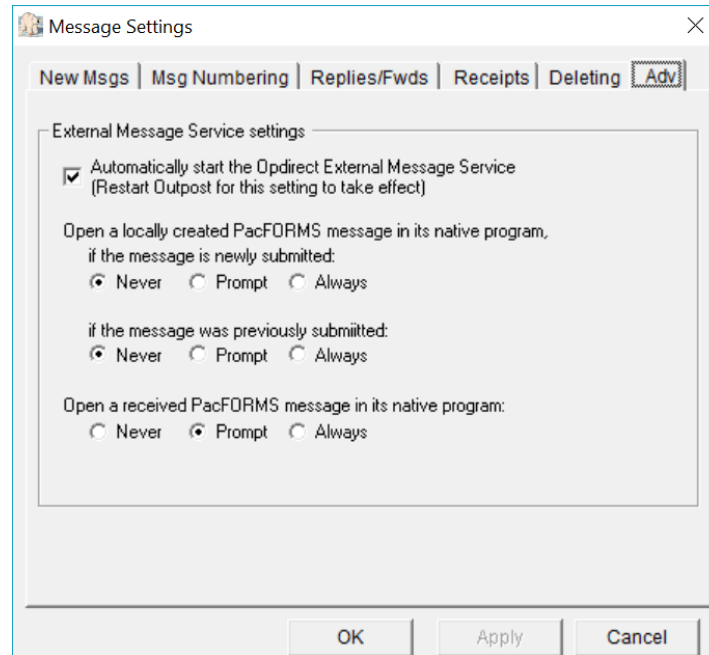 Message Settings
New Msgs Msg Numbering Replies/Fwds Receipts Deleting Adv
External Message Service settings
Automatically start the Opdirect External Message Service
(Restart Outpost for this setting to take effect)
Open a locally created PacFORMS message in its native program,
if the message is newly submitted:
Never Prompt Always
if the message was previously submiitted:
Never Prompt Always
Open a received PacFORMS message in its native program:
Never Prompt Always
OK Apply Cancel